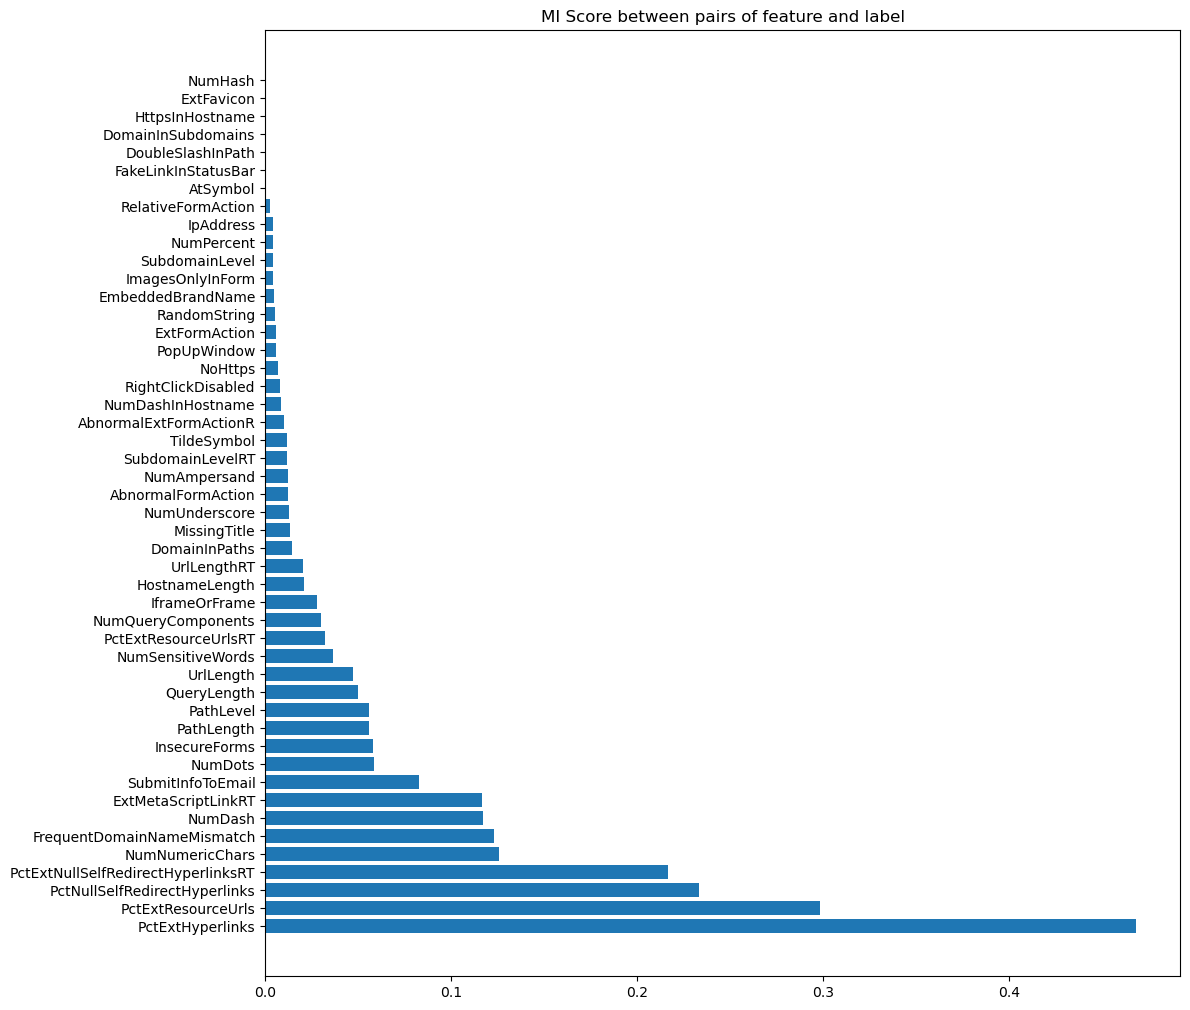 MI Score between pairs of feature and label
NumHash
ExtFavicon
HttpsInHostname
DomainInSubdomains
DoubleSlashInPath
FakeLinkInStatusBar
AtSymbol
RelativeFormAction
IpAddress
NumPercent
SubdomainLevel
ImagesOnlyInForm
EmbeddedBrandName
RandomString
ExtFormAction
PopUpWindow
NoHttps
RightClickDisabled
NumDashInHostname
AbnormalExtFormActionR
TildeSymbol
SubdomainLevelRT
NumAmpersand
AbnormalFormAction
NumUnderscore
MissingTitle
DomainInPaths
UrlLengthRT
HostnameLength
IframeOrFrame
NumQueryComponents
PctExtResourceUrlsRT
NumSensitiveWords
UrlLength
QueryLength
PathLevel
PathLength
InsecureForms
NumDots
SubmitInfoToEmail
ExtMetaScriptLinkRT
NumDash
FrequentDomainNameMismatch
NumNumericChars
PctExtNullSelfRedirectHyperlinksRT
PctNullSelfRedirectHyperlinks
PctExtResourceUrls
PctExtHyperlinks
0.0 0.1 0.2 0.3 0.4